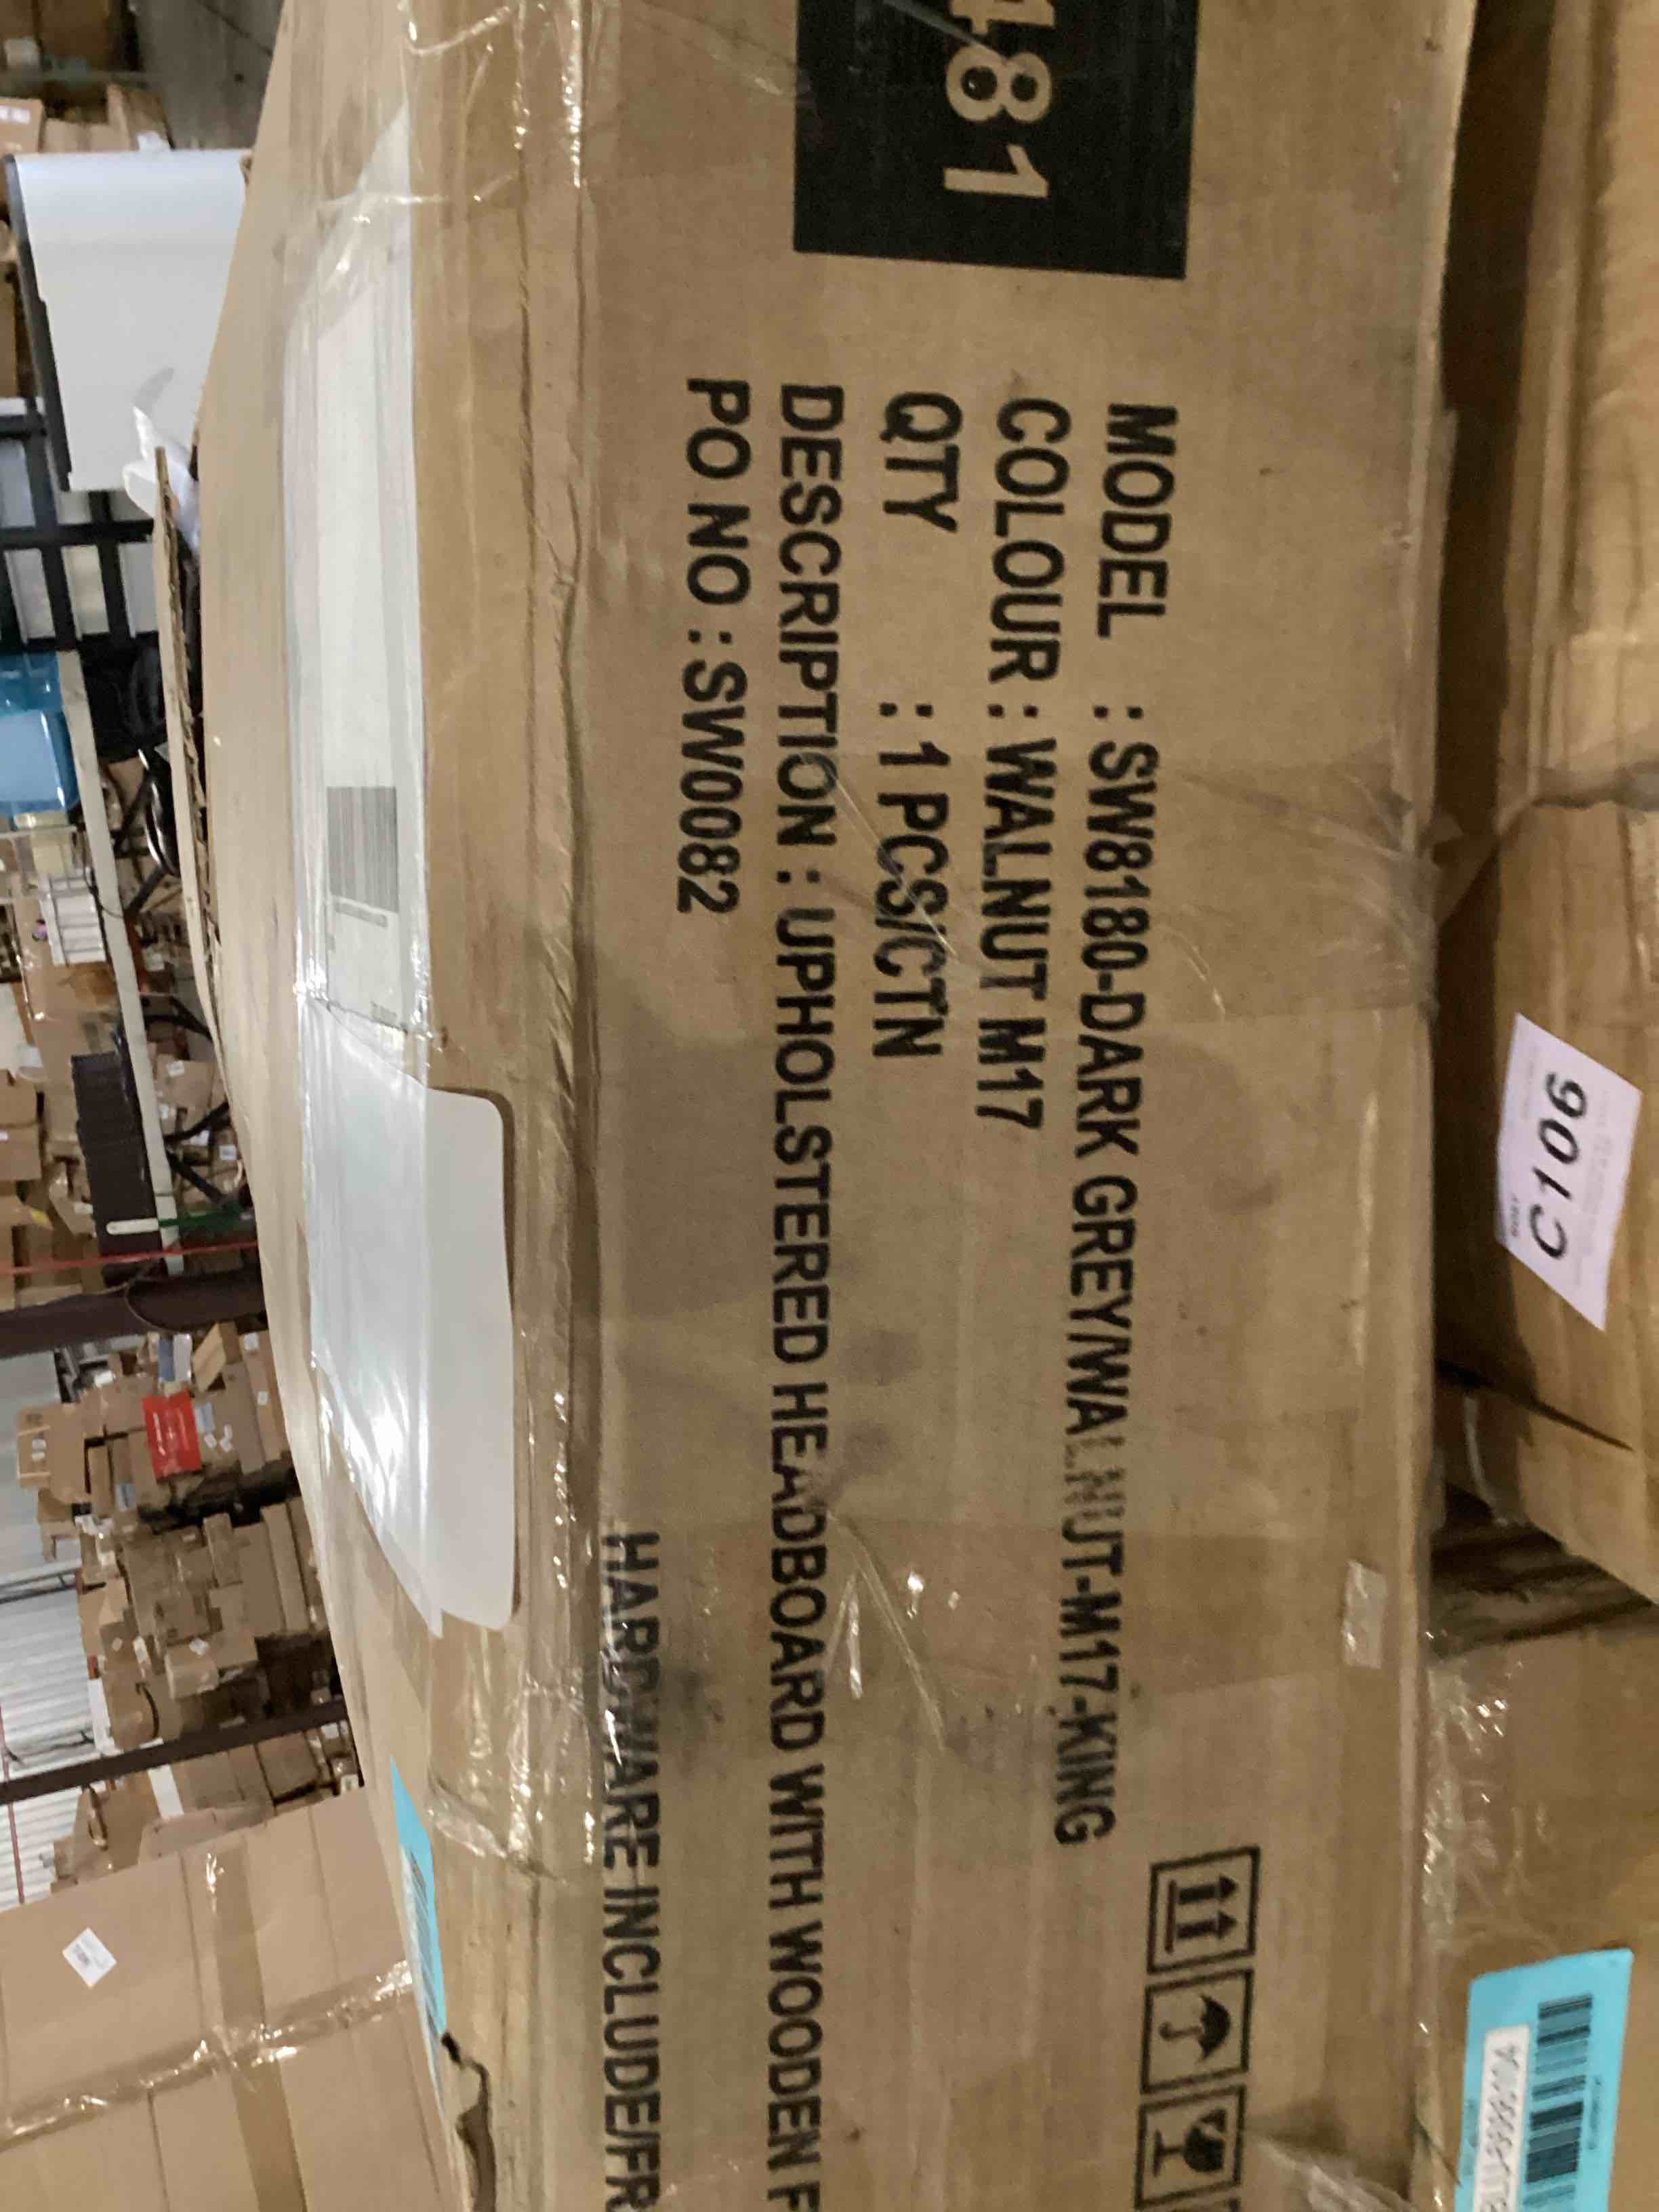 481
MODEL : SW8180-DARK GREY/WALNUT-M17-KING
COLOUR : WALNUT M17
QTY : 1 PCS/CTN
DESCRIPTION : UPHOLSTERED HEADBOARD WITH WOODEN F
PO NO : SW0082
HARDWARE INCLUDE/FR